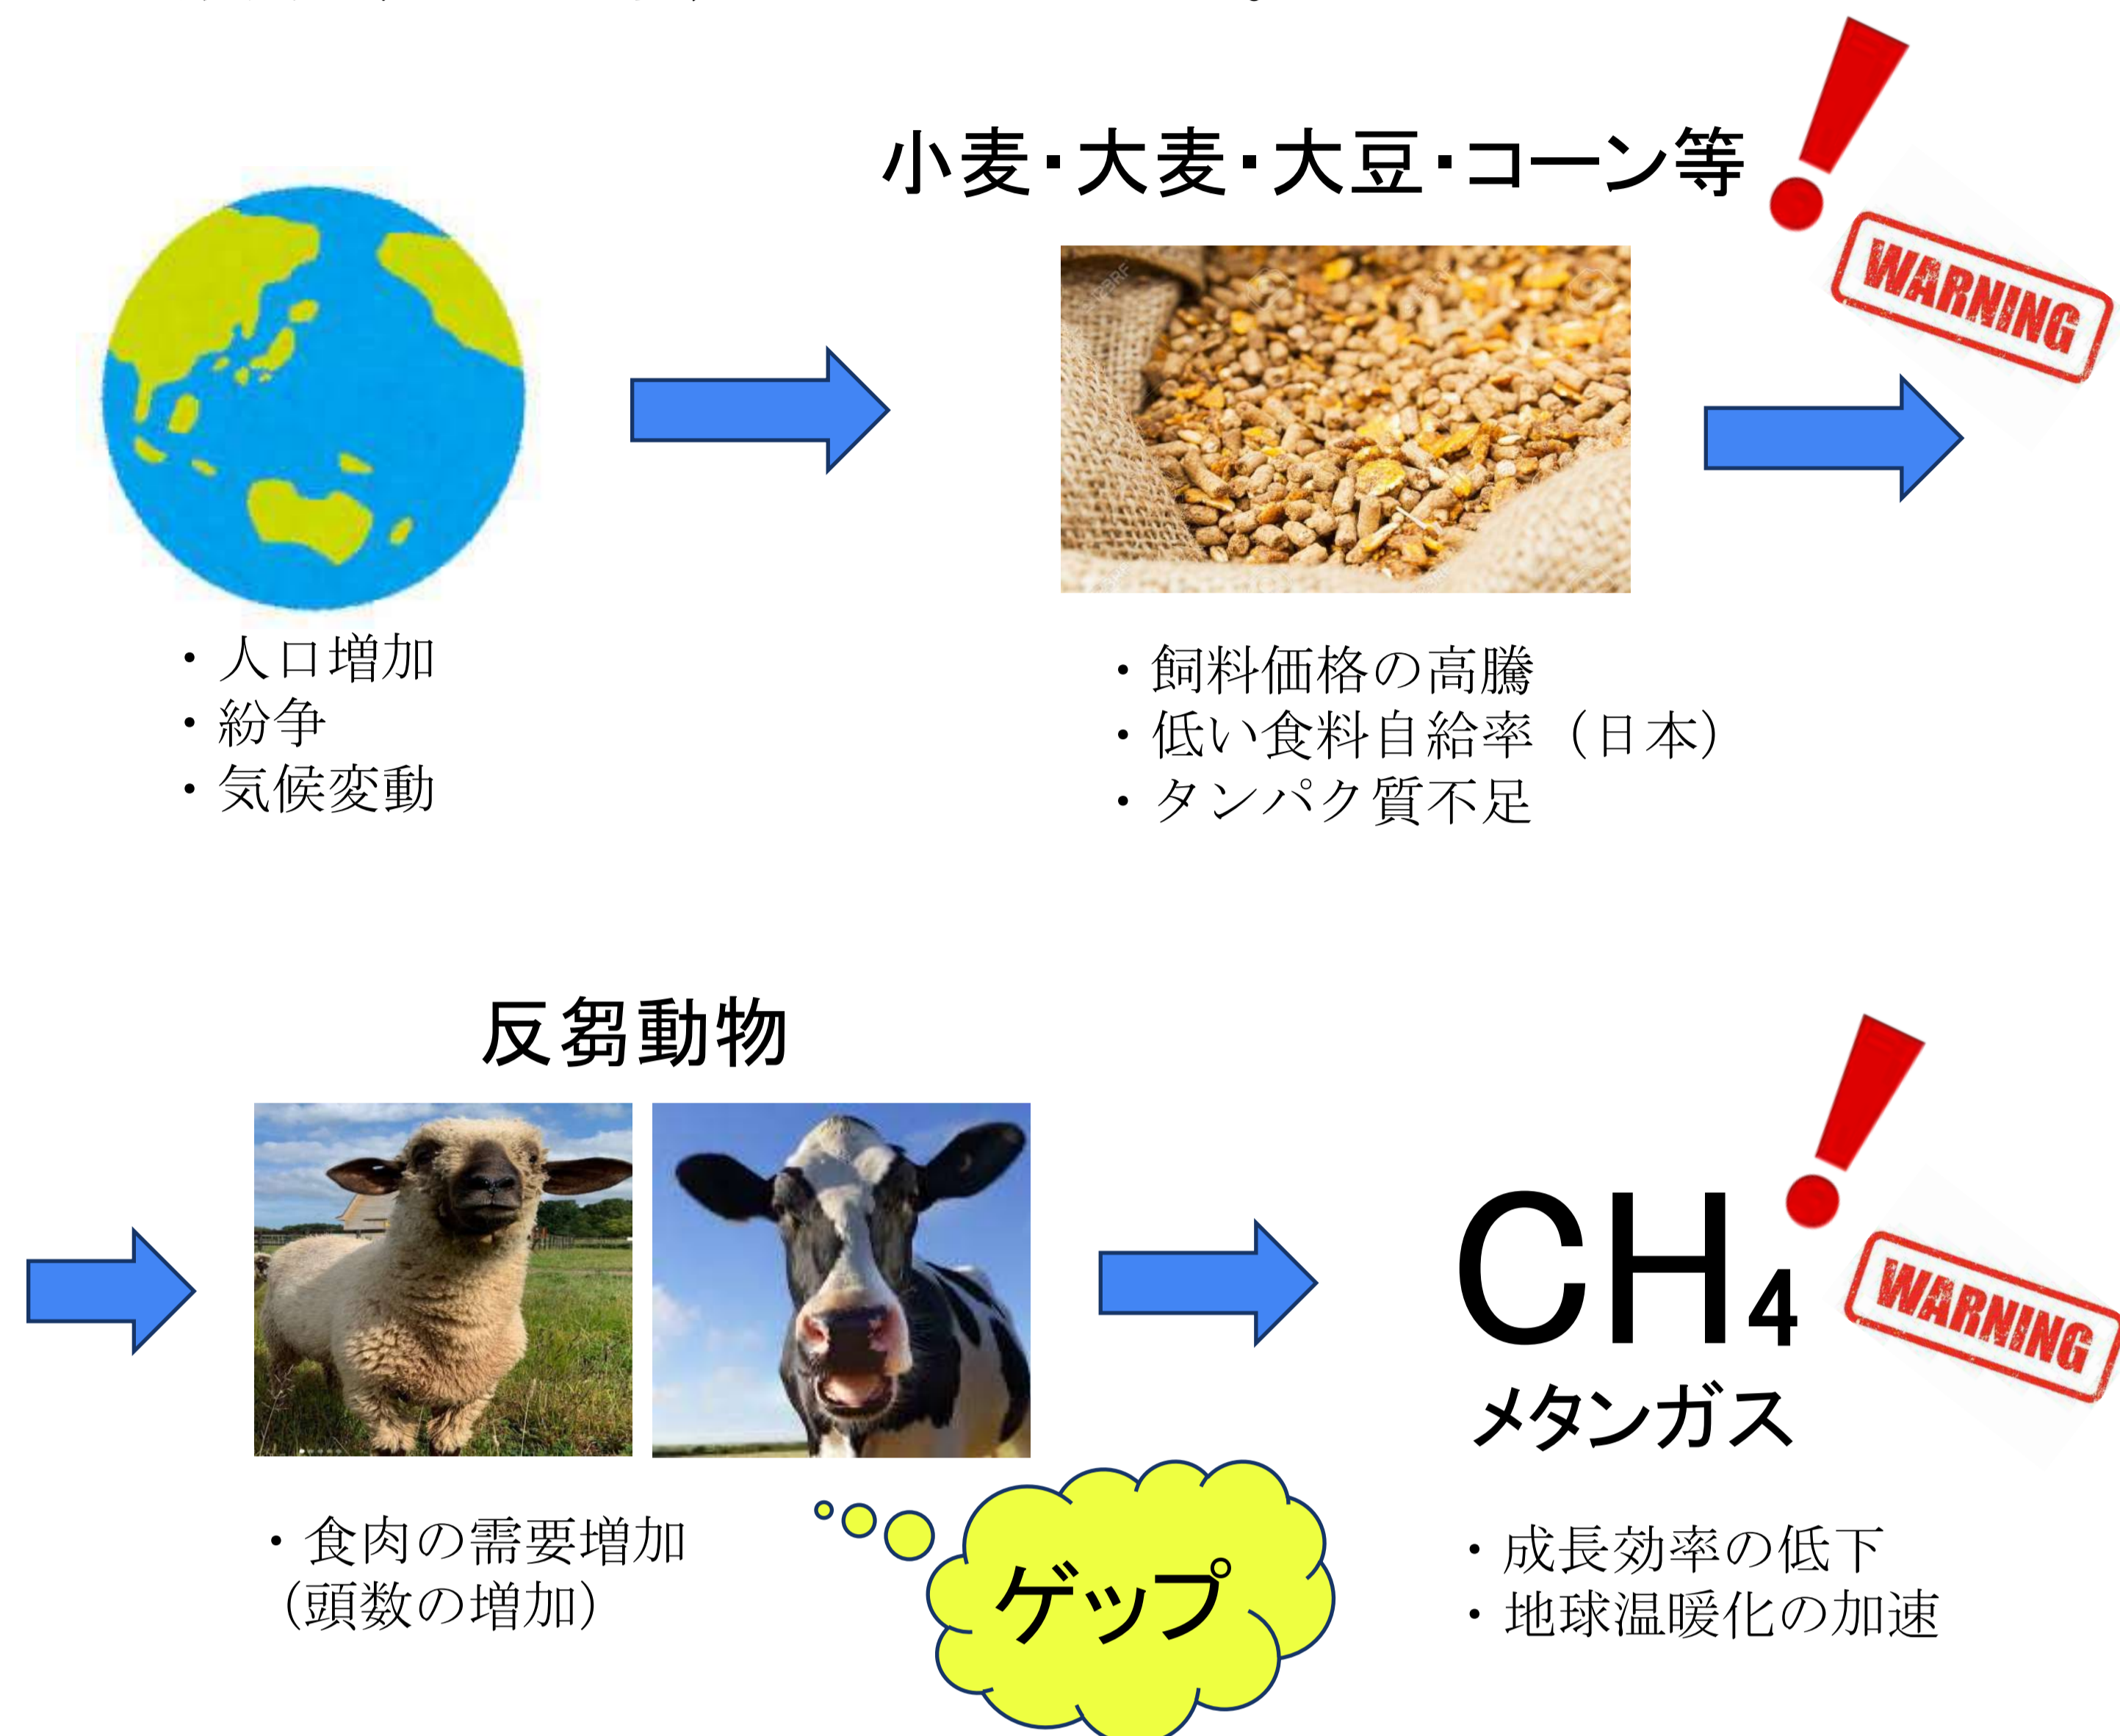 小麦・大麦・大豆・コーン等
WARNING
・人口増加
・紛争
・気候変動
・飼料価格の高騰
・低い食料自給率（日本）
・タンパク質不足
反芻動物
CH₄
WARNING
メタンガス
・食肉の需要増加
（頭数の増加）
ゲップ
・成長効率の低下
・地球温暖化の加速